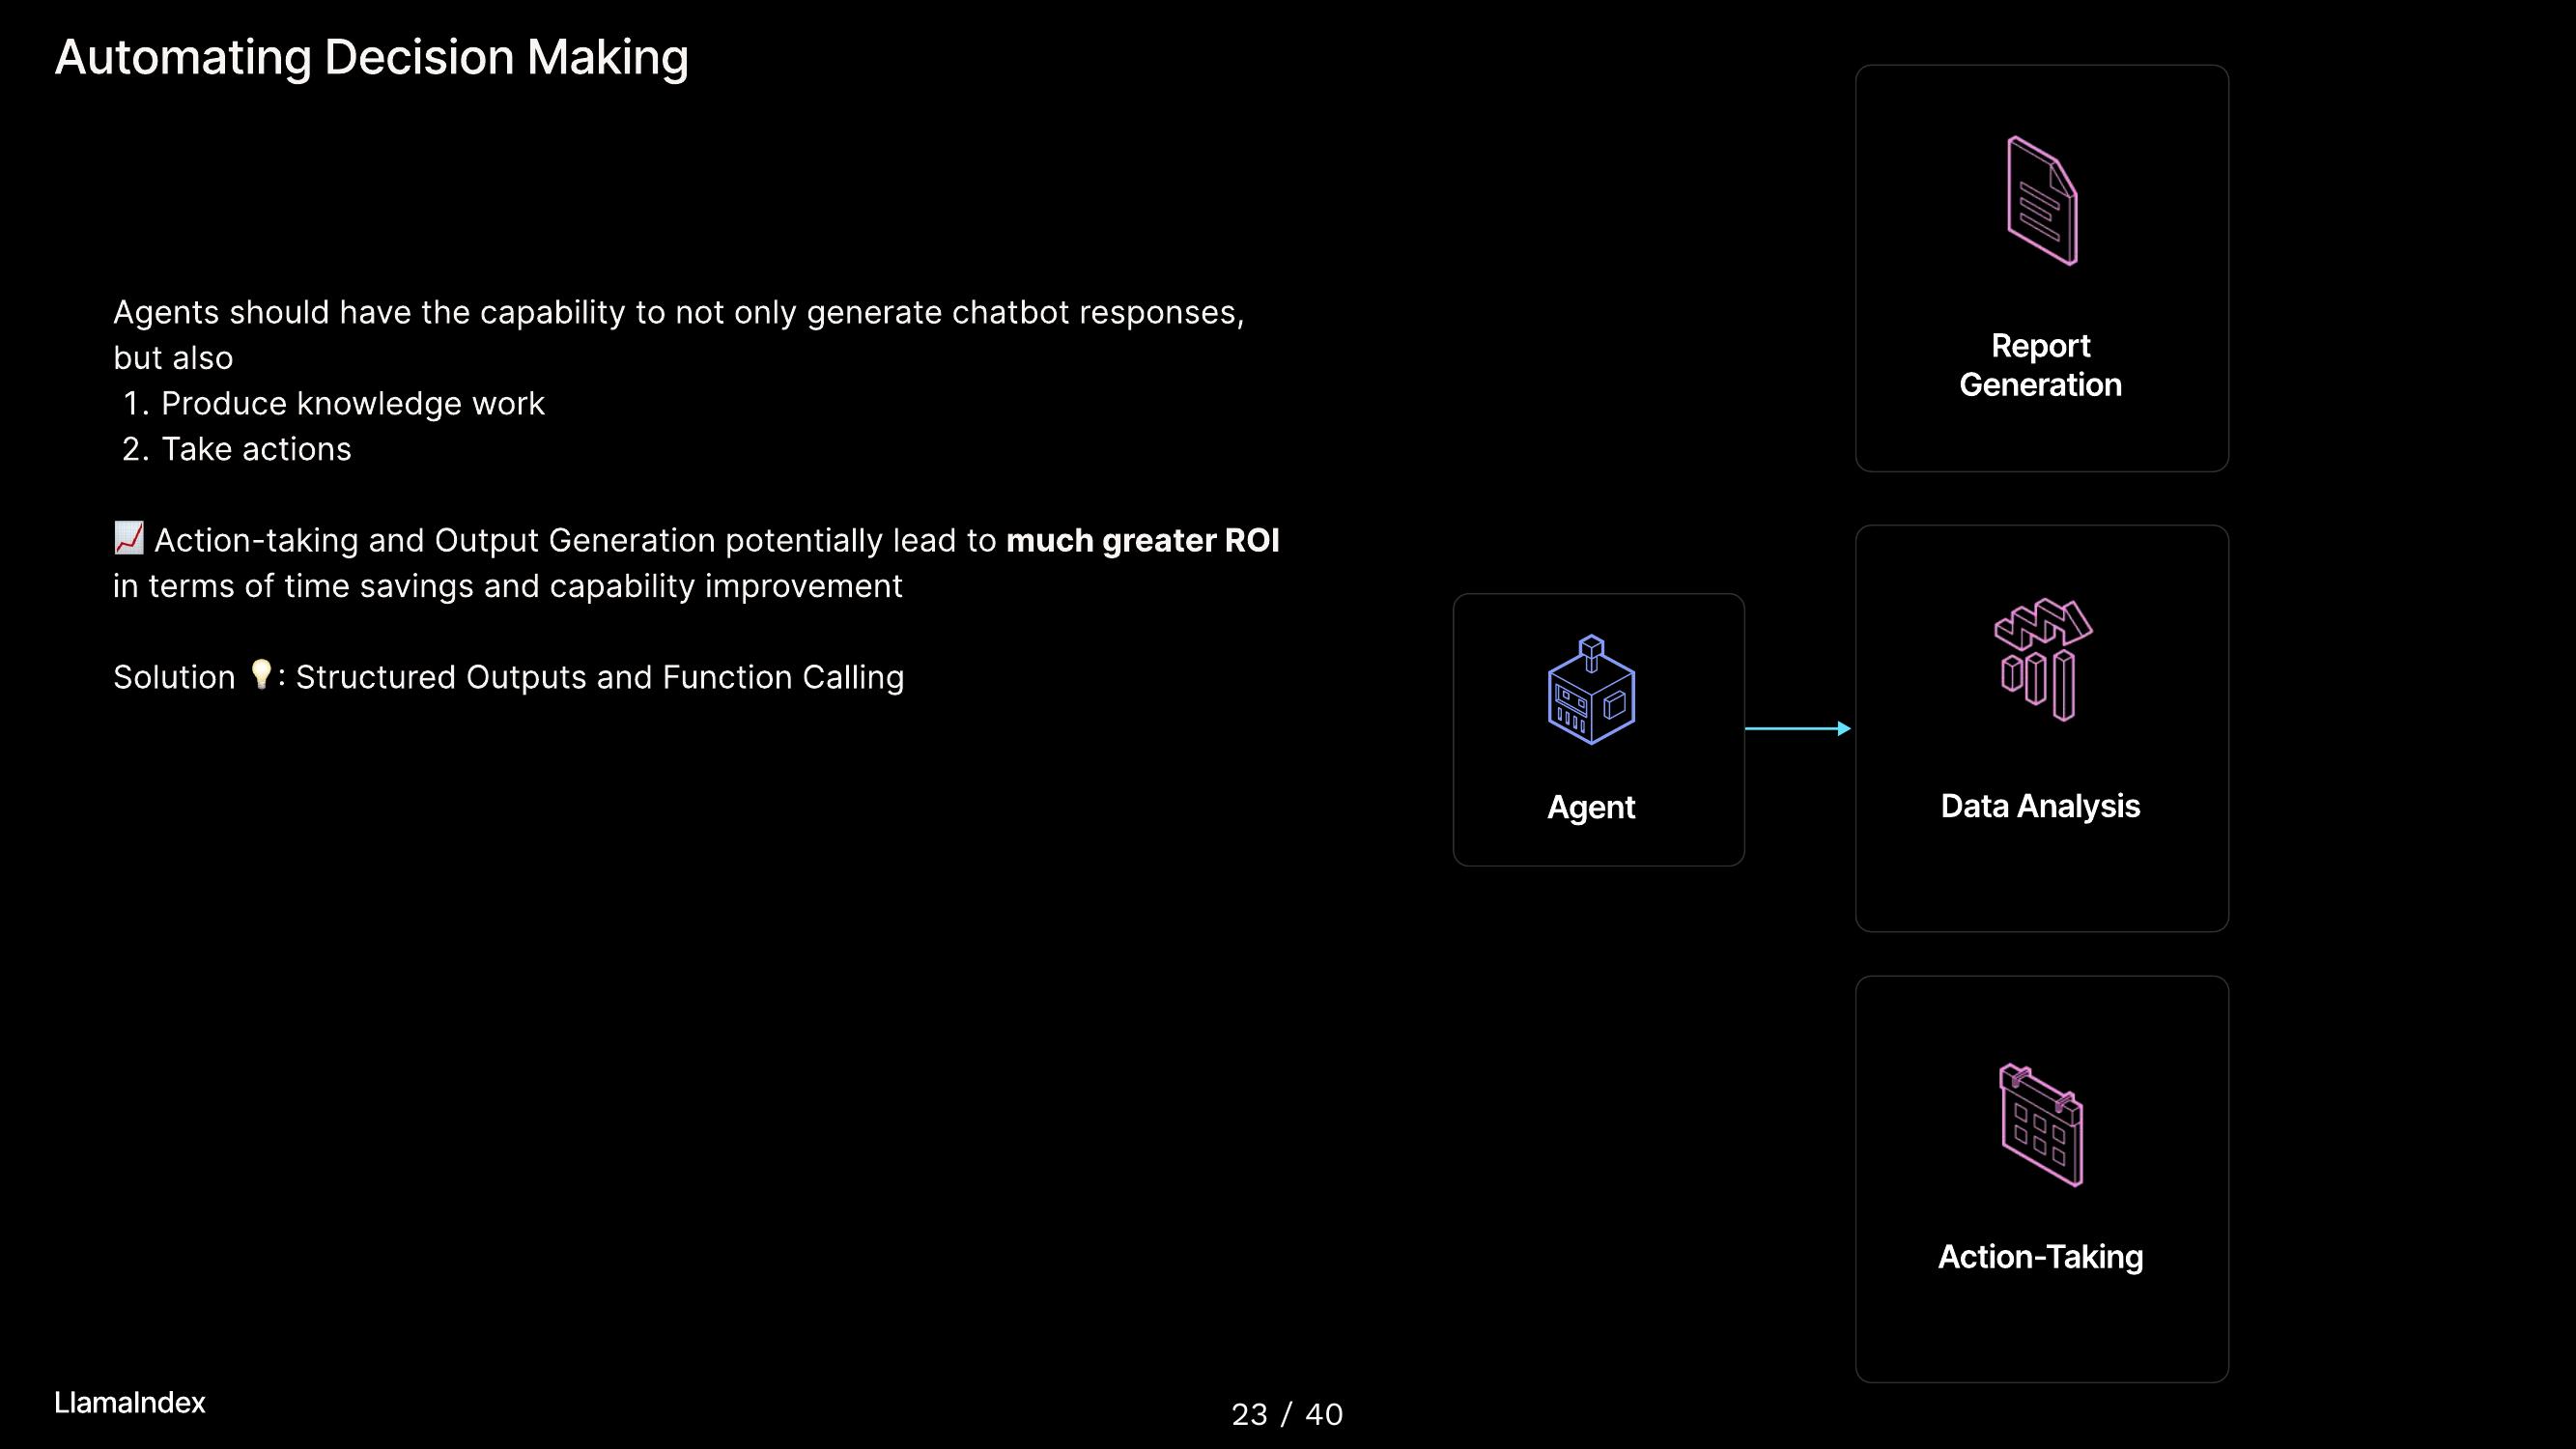 Automating Decision Making
Agents should have the capability to not only generate chatbot responses,
but also
1. Produce knowledge work
2. Take actions
📈 Action-taking and Output Generation potentially lead to much greater ROI
in terms of time savings and capability improvement
Solution 💡: Structured Outputs and Function Calling
Agent
Report
Generation
Data Analysis
Action-Taking
LlamaIndex
23 / 40